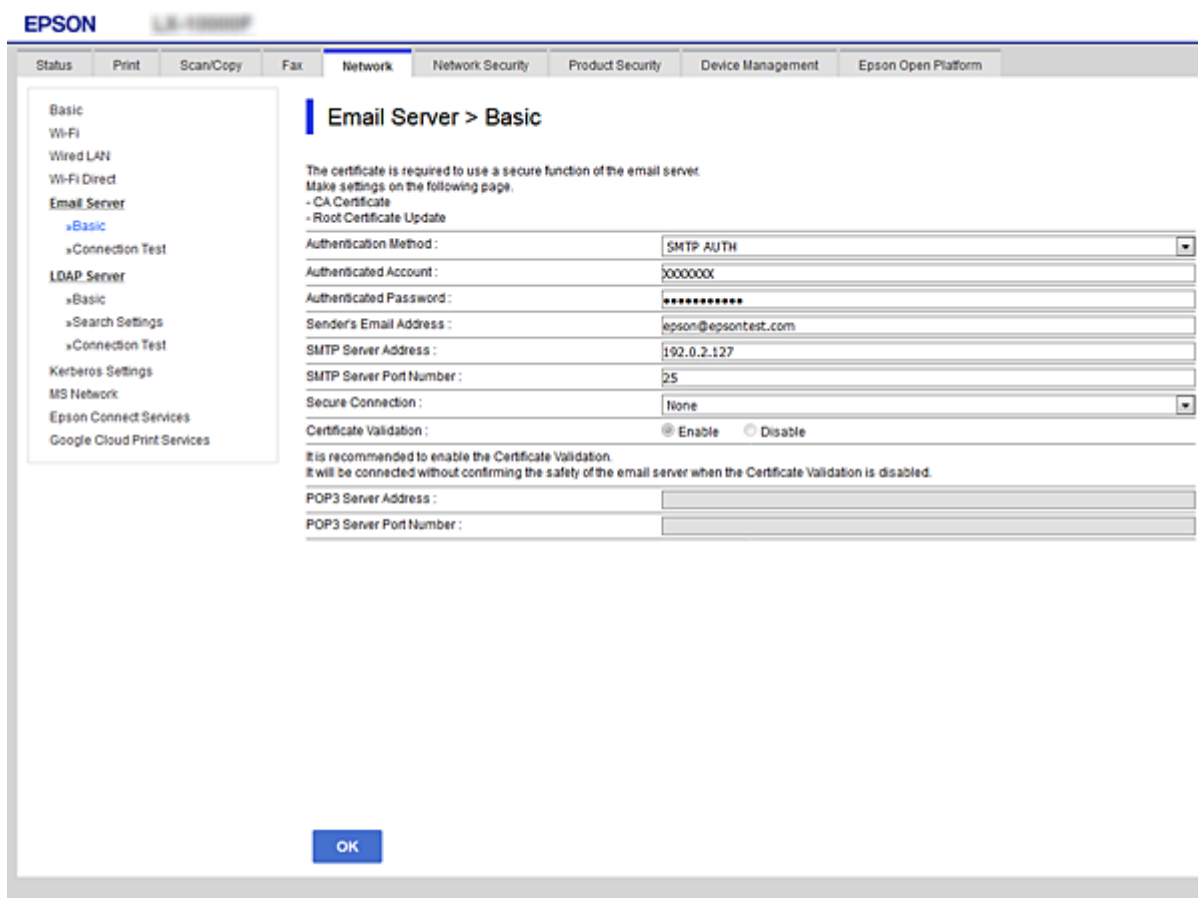 EPSON
Status Print Scan/Copy Fax Network Network Security Product Security Device Management Epson Open Platform
Basic
Wi-Fi
Wired LAN
Wi-Fi Direct
Email Server
»Basic
»Connection Test
LDAP Server
»Basic
»Search Settings
»Connection Test
Kerberos Settings
MS Network
Epson Connect Services
Google Cloud Print Services
Email Server > Basic
The certificate is required to use a secure function of the email server.
Make settings on the following page.
- CA Certificate
- Root Certificate Update
Authentication Method : SMTP AUTH
Authenticated Account : XXXXXXX
Authenticated Password : •••••••••••
Sender's Email Address : epson@epsontest.com
SMTP Server Address : 192.0.2.127
SMTP Server Port Number : 25
Secure Connection : None
Certificate Validation : Enable Disable
It is recommended to enable the Certificate Validation.
It will be connected without confirming the safety of the email server when the Certificate Validation is disabled.
POP3 Server Address :
POP3 Server Port Number :
OK